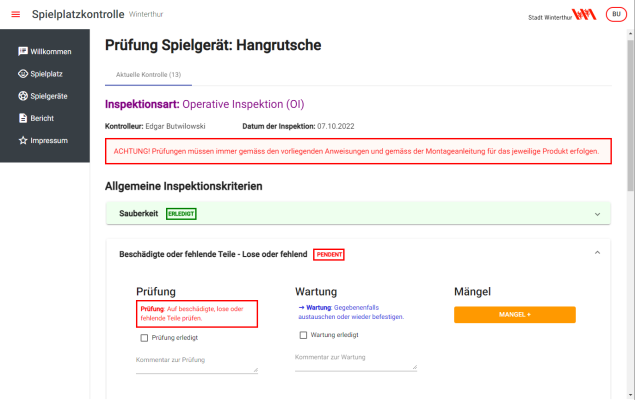 Spielplatzkontrolle Winterthur
Stadt Winterthur
BU
Willkommen
Spielplatz
Spielgeräte
Bericht
Impressum
Prüfung Spielgerät: Hangrutsche
Aktuelle Kontrolle (13)
Inspektionsart: Operative Inspektion (OI)
Kontrolleur: Edgar Butwilowski Datum der Inspektion: 07.10.2022
ACHTUNG! Prüfungen müssen immer gemäss den vorliegenden Anweisungen und gemäss der Montageanleitung für das jeweilige Produkt erfolgen.
Allgemeine Inspektionskriterien
Sauberkeit ERLEDIGT
Beschädigte oder fehlende Teile - Lose oder fehlend PENDENT
Prüfung
Prüfung: Auf beschädigte, lose oder
fehlende Teile prüfen.
Prüfung erledigt
Kommentar zur Prüfung
Wartung
→ Wartung: Gegebenenfalls
austauschen oder wieder befestigen.
Wartung erledigt
Kommentar zur Wartung
Mängel
MANGEL +